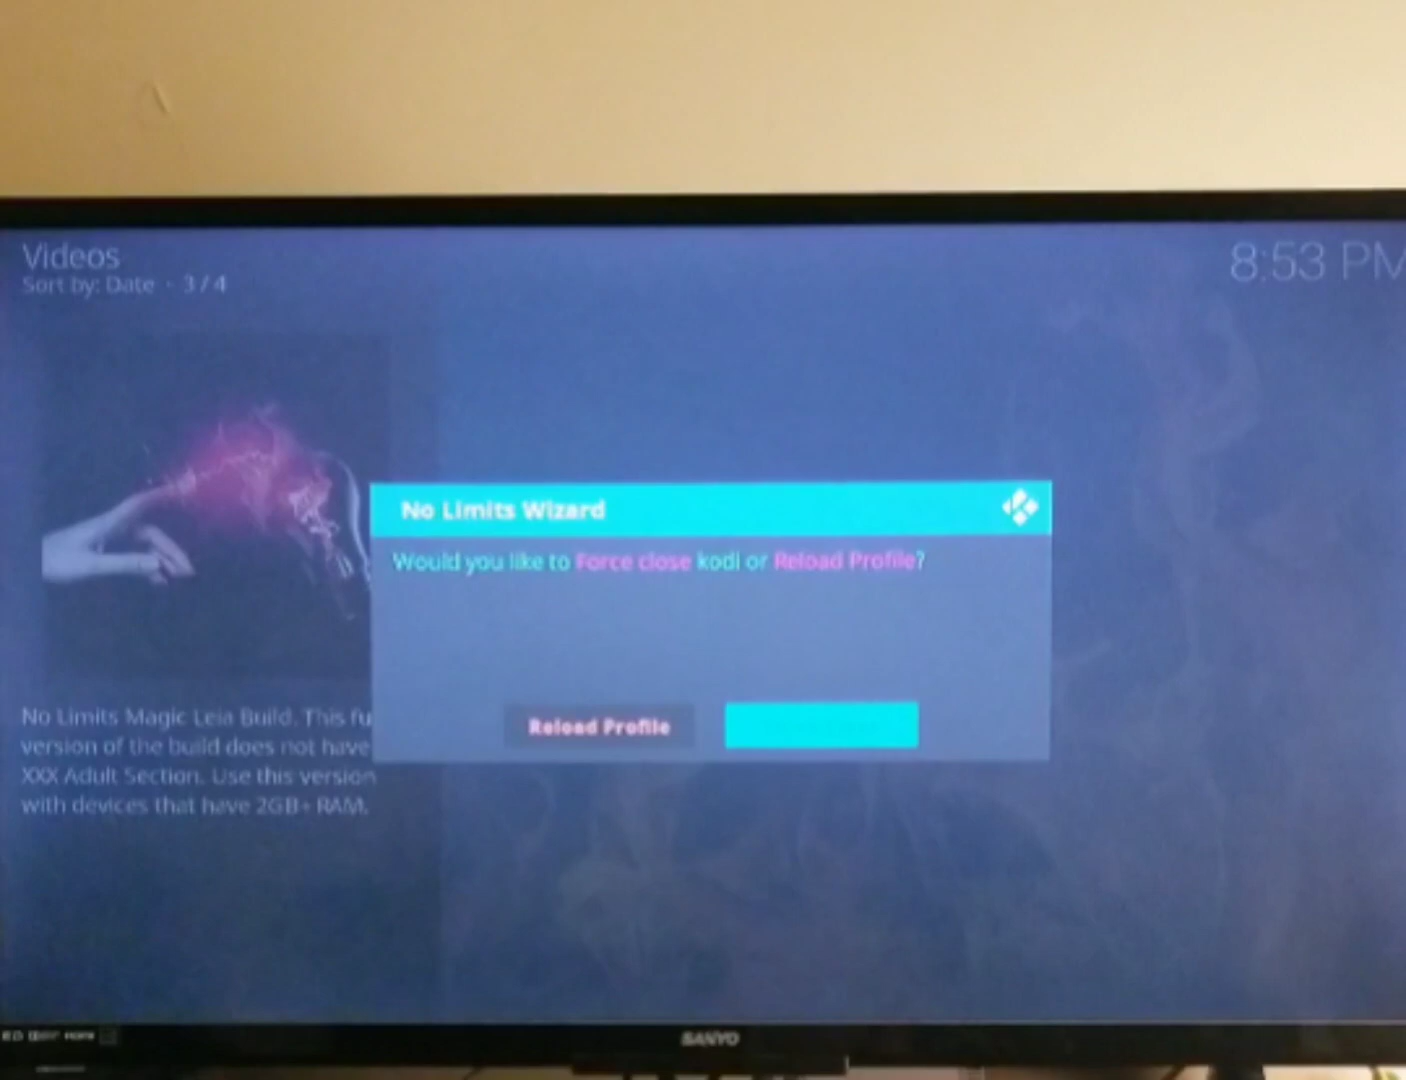 Videos
Sort by: Date · 3 / 4
8:53 PM
No Limits Wizard
Would you like to Force close kodi or Reload Profile?
Reload Profile
No Limits Magic Leia Build. This fu
version of the build does not have
XXX Adult Section. Use this version
with devices that have 2GB+ RAM.
SANYO